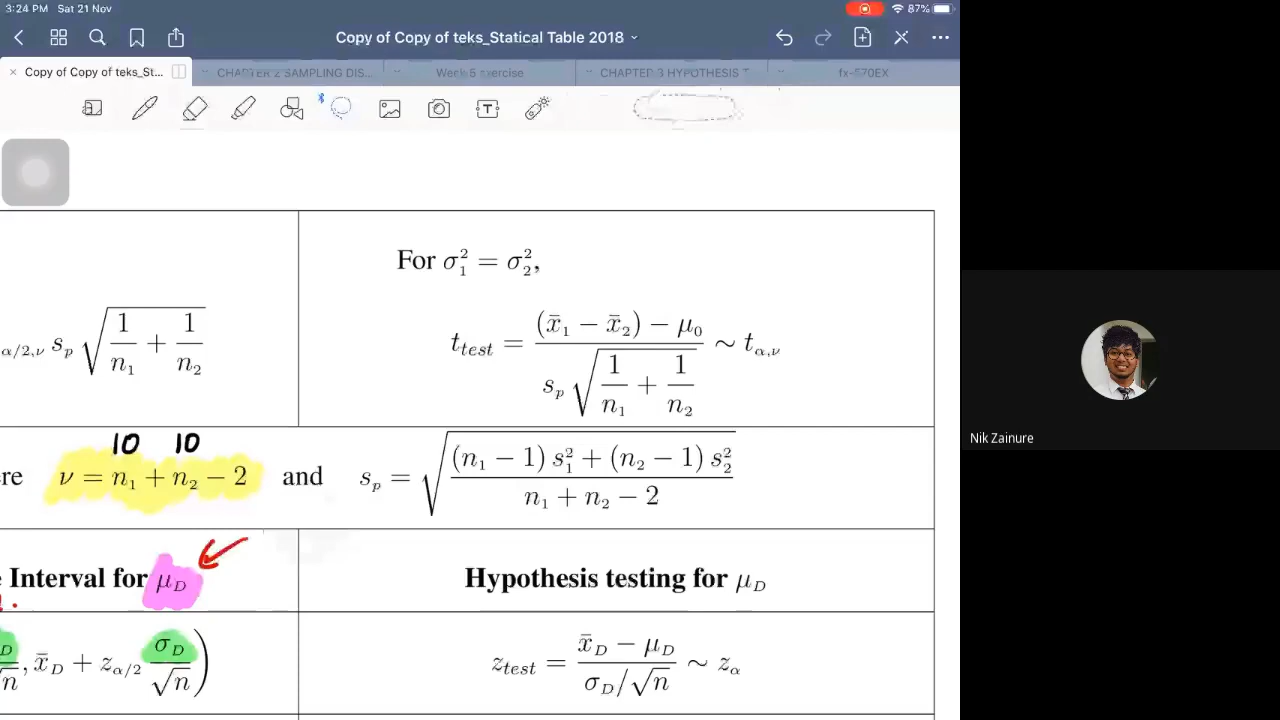 3:24 PM Sat 21 Nov 87%
Copy of Copy of teks_Statical Table 2018
× Copy of Copy of teks_St... CHAPTER 2 SAMPLING DIS... Week 5 exercise CHAPTER 3 HYPOTHESIS T fx-570EX
For σ₁² = σ₂²,
α/2,ν sₚ √(1/n₁ + 1/n₂) t_test = ((x̄₁ − x̄₂) − μ₀) / (sₚ √(1/n₁ + 1/n₂)) ∼ t_α,ν
10 10
re ν = n₁ + n₂ − 2 and sₚ = √(((n₁ − 1) s₁² + (n₂ − 1) s₂²) / (n₁ + n₂ − 2))
e Interval for μ_D Hypothesis testing for μ_D
D/√n , x̄_D + z_α/2 σ_D/√n ) z_test = (x̄_D − μ_D) / (σ_D/√n) ∼ z_α
Nik Zainure